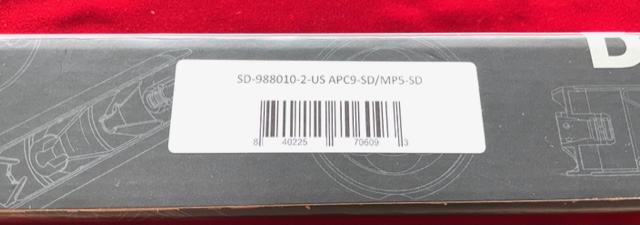 SD-988010-2-US APC9-SD/MP5-SD
8 40225 70609 3